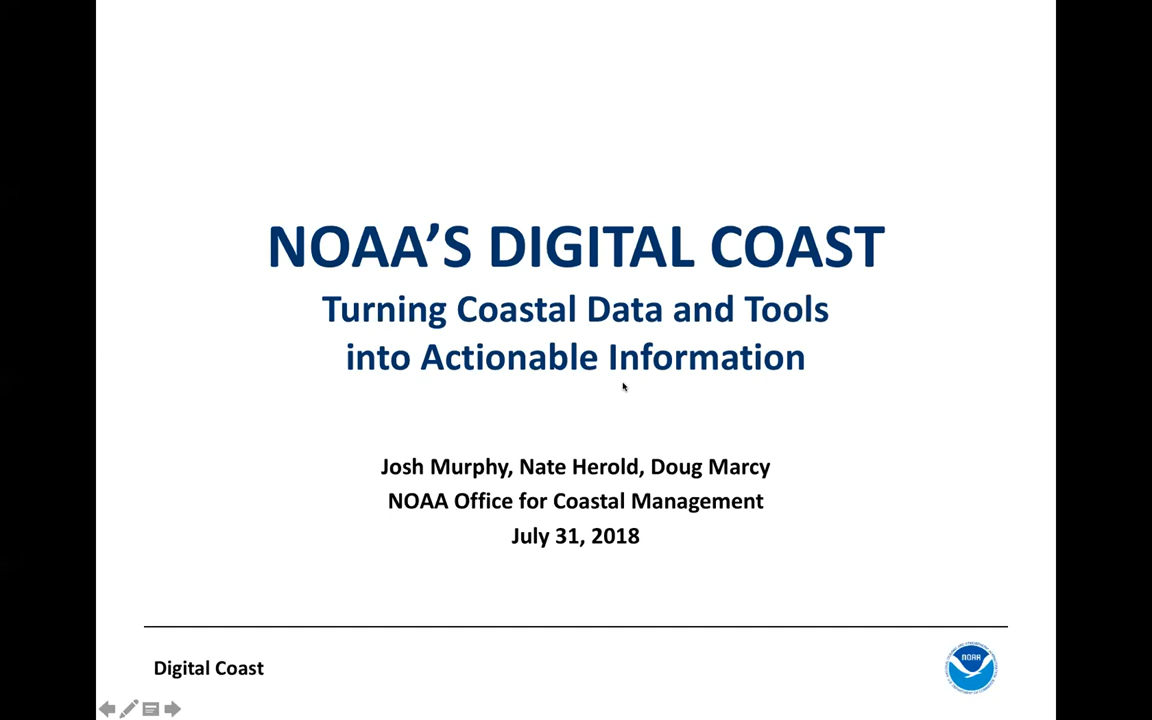 NOAA’S DIGITAL COAST
Turning Coastal Data and Tools
into Actionable Information
Josh Murphy, Nate Herold, Doug Marcy
NOAA Office for Coastal Management
July 31, 2018
Digital Coast
NOAA